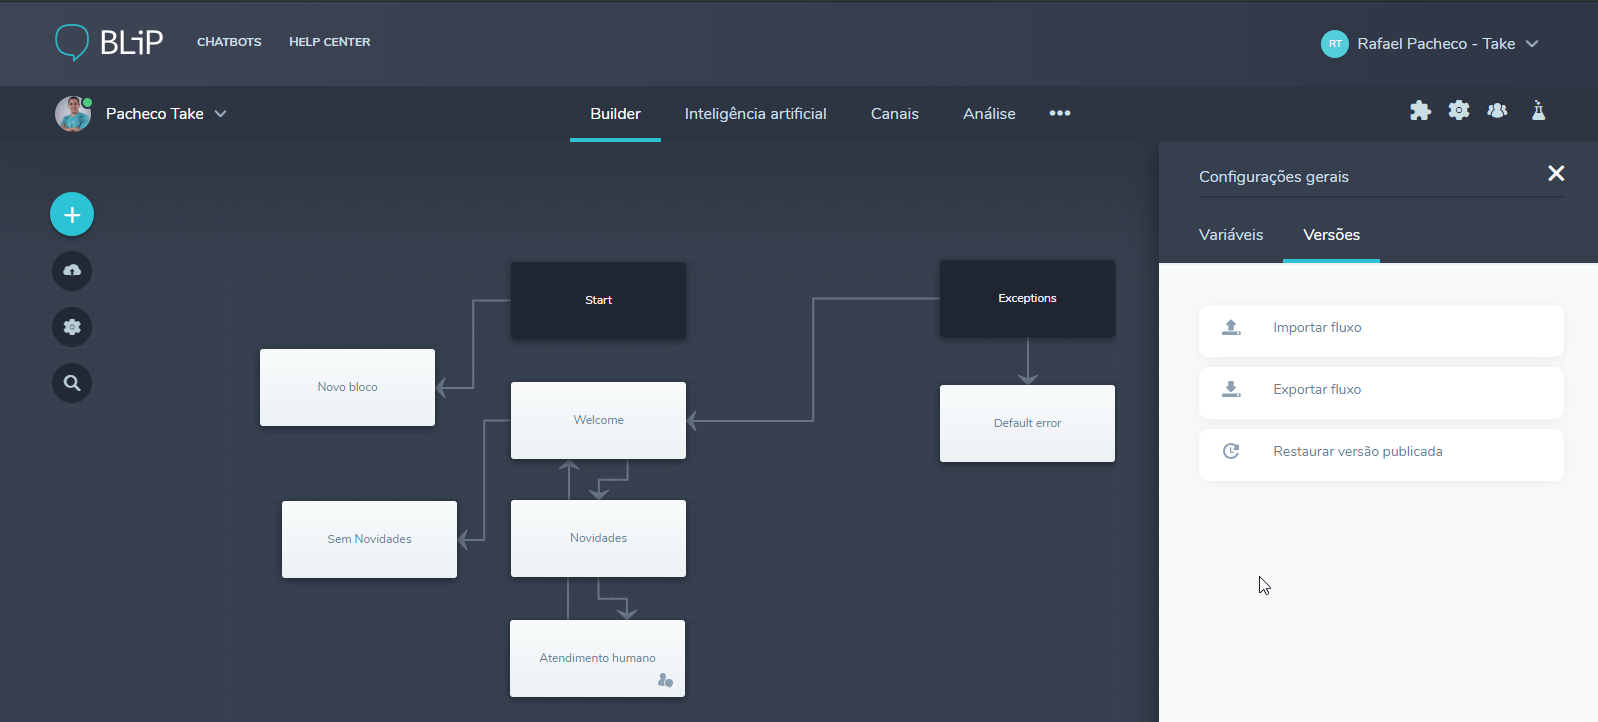 BLiP
CHATBOTS
HELP CENTER
RT
Rafael Pacheco - Take
Pacheco Take
Builder
Inteligência artificial
Canais
Análise
Configurações gerais
Variáveis
Versões
Importar fluxo
Exportar fluxo
Restaurar versão publicada
Start
Exceptions
Novo bloco
Welcome
Default error
Sem Novidades
Novidades
Atendimento humano